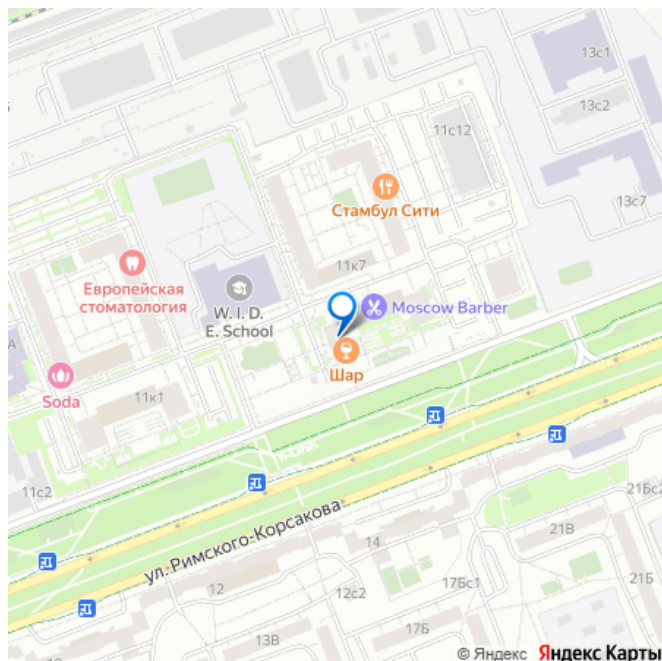 13с1
11с12
13с2
Стамбул Сити
13с7
11к7
Европейская
стоматология
W. I. D.
E. School
Moscow Barber
Шар
Soda
11к1
11с2
ул. Римского-Корсакова
21Бс2
21В
14
17Бс1
12с2
21Б
12
17Б
13В
© Яндекс Яндекс Карты